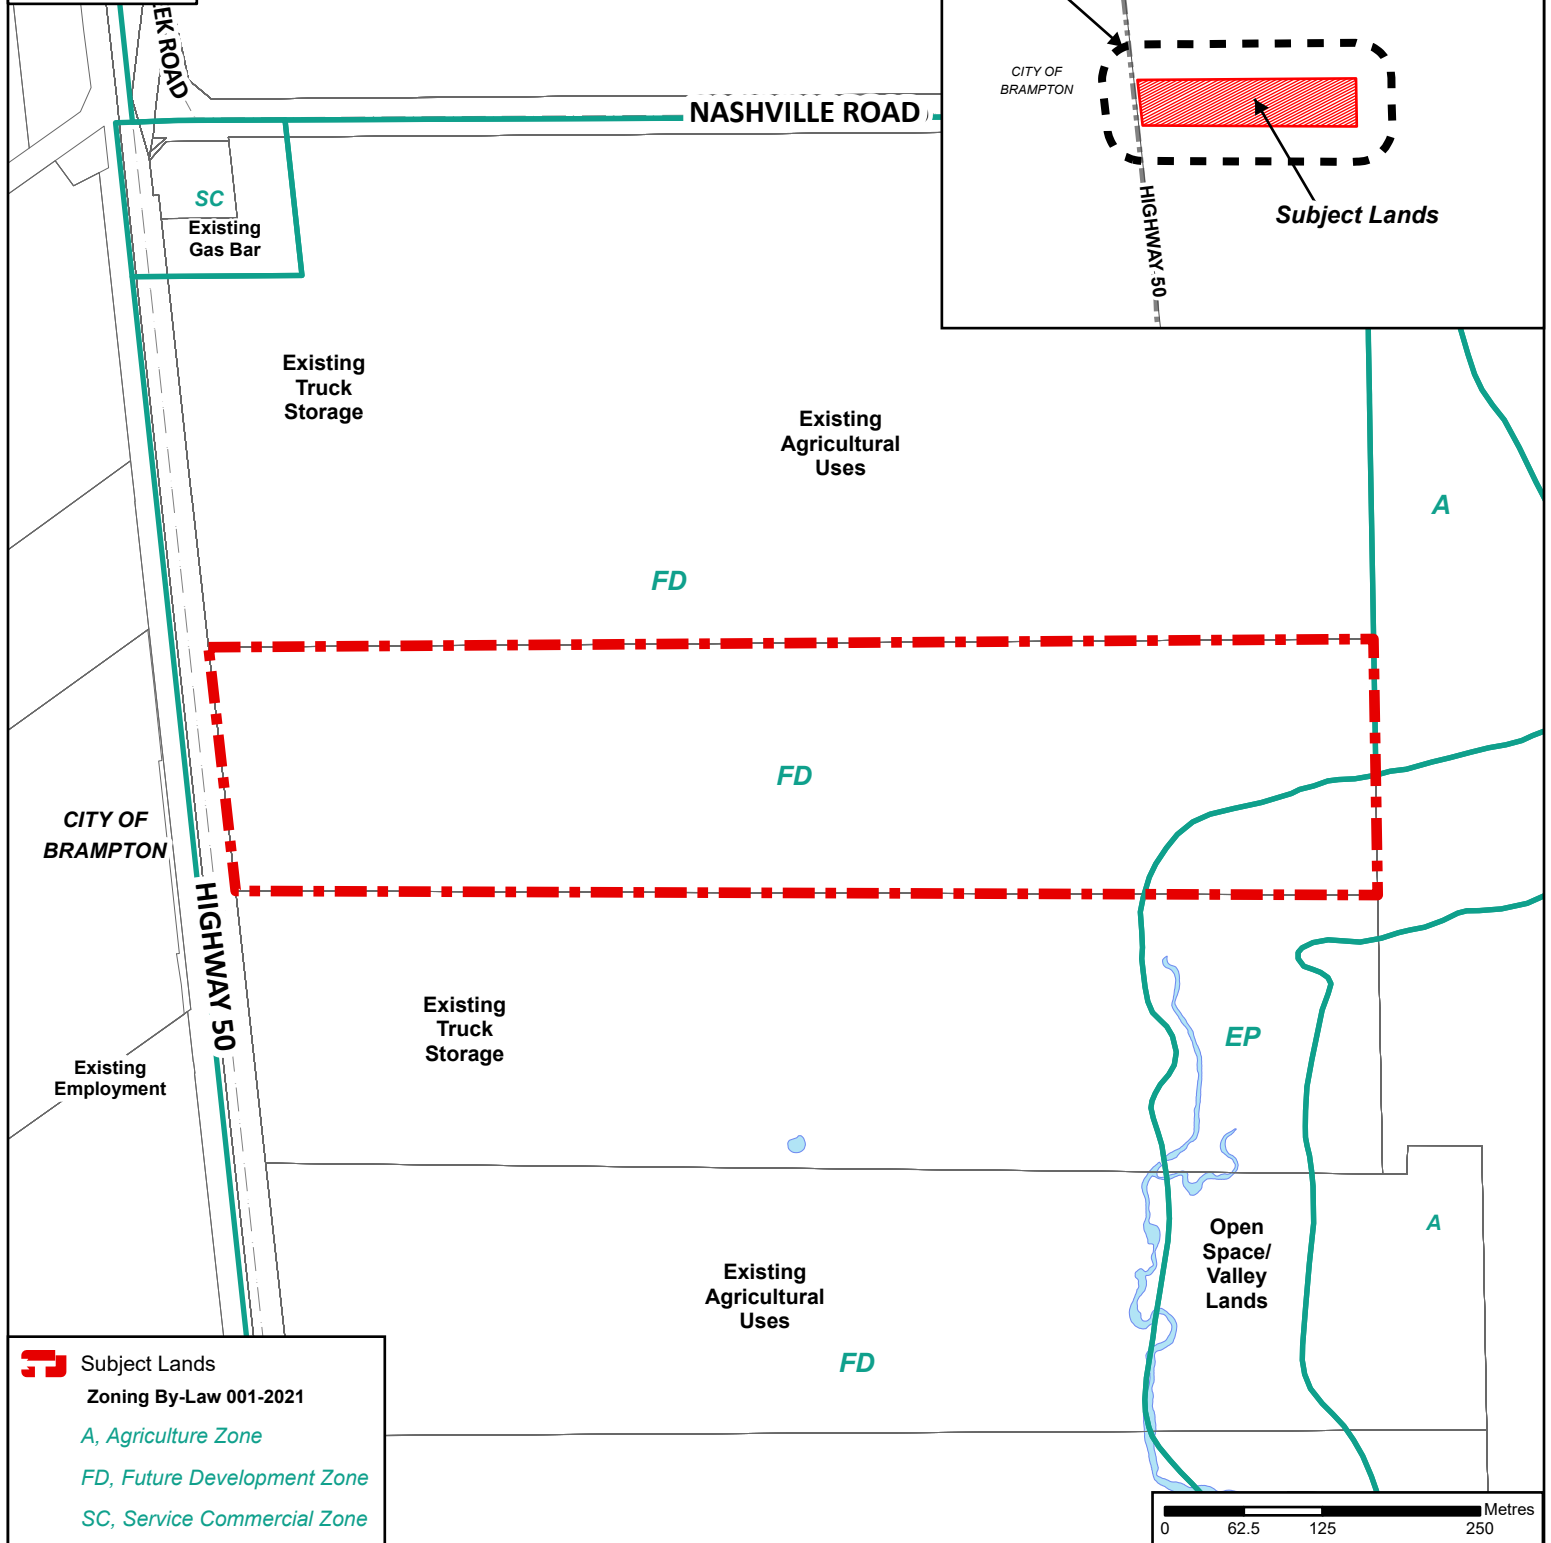 EEK ROAD
NASHVILLE ROAD
CITY OF
BRAMPTON
HIGHWAY 50
Subject Lands
SC
Existing
Gas Bar
Existing
Truck
Storage
Existing
Agricultural
Uses
A
FD
FD
CITY OF
BRAMPTON
HIGHWAY 50
Existing
Truck
Storage
EP
Existing
Employment
Open
Space/
Valley
Lands
A
Existing
Agricultural
Uses
FD
Subject Lands
Zoning By-Law 001-2021
A, Agriculture Zone
FD, Future Development Zone
SC, Service Commercial Zone
Metres
0 62.5 125 250